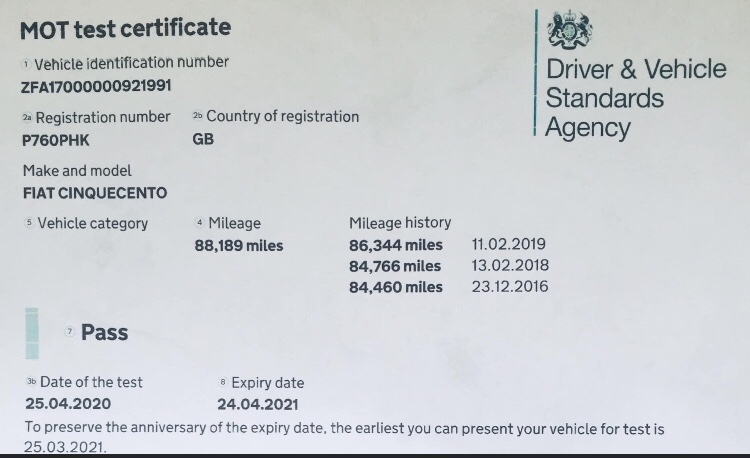 MOT test certificate
Driver & Vehicle
Standards
Agency
1 Vehicle identification number
ZFA17000000921991
2a Registration number 2b Country of registration
P760PHK GB
Make and model
FIAT CINQUECENTO
5 Vehicle category 4 Mileage Mileage history
88,189 miles 86,344 miles 11.02.2019
84,766 miles 13.02.2018
84,460 miles 23.12.2016
7 Pass
3b Date of the test 8 Expiry date
25.04.2020 24.04.2021
To preserve the anniversary of the expiry date, the earliest you can present your vehicle for test is
25.03.2021.